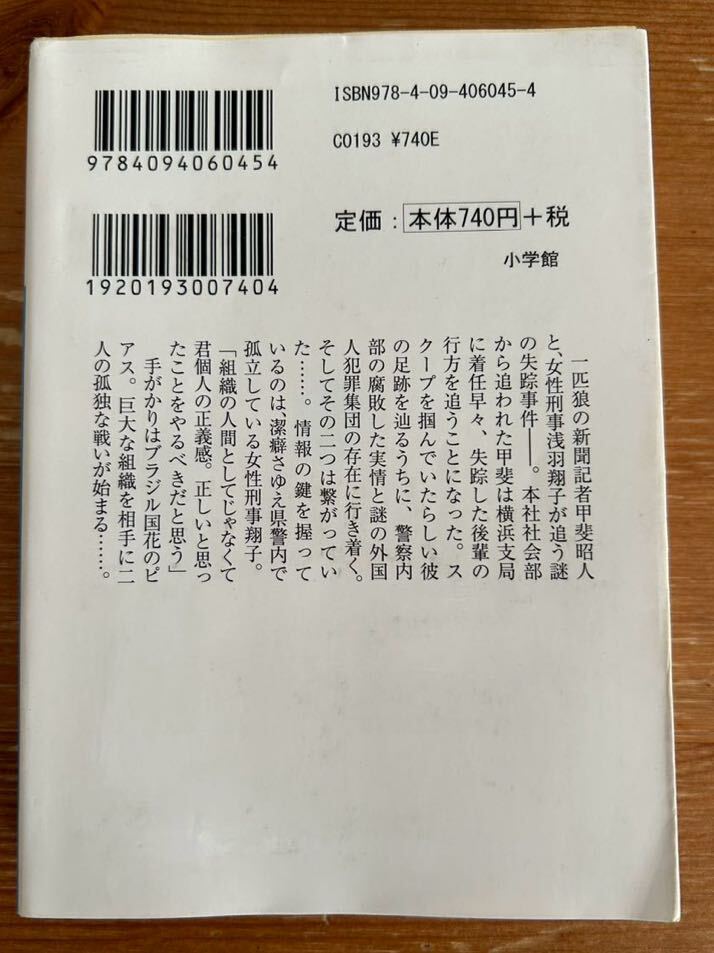 ISBN978-4-09-406045-4
C0193 ¥740E
9784094060454
定価：本体740円+税
1920193007404
小学館
一匹狼の新聞記者甲斐昭人
と、女性刑事浅羽翔子が追う謎
の失踪事件――。本社社会部
から追われた甲斐は横浜支局
に着任早々、失踪した後輩の
行方を追うことになった。ス
クープを掴んでいたらしい彼
の足跡を辿るうちに、警察内
部の腐敗した実情と謎の外国
人犯罪集団の存在に行き着く。
そしてその二つは繋がってい
た……。情報の鍵を握って
いるのは、潔癖さゆえ県警内で
孤立している女性刑事翔子。
「組織の人間としてじゃなくて
君個人の正義感。正しいと思っ
たことをやるべきだと思う」
手がかりはブラジル国花のピ
アス。巨大な組織を相手に二
人の孤独な戦いが始まる……。